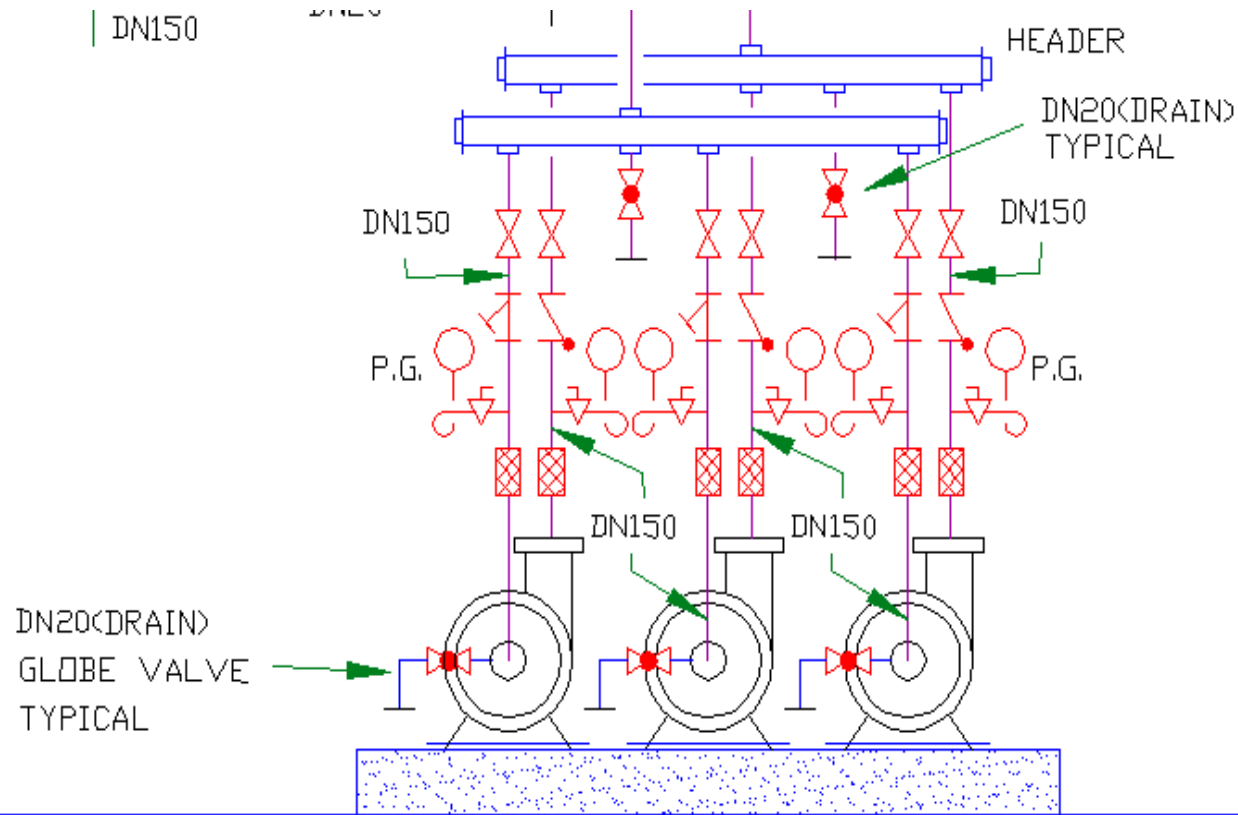 DN150
HEADER
DN20(DRAIN)
TYPICAL
DN150
DN150
P.G.
P.G.
DN150
DN150
DN20(DRAIN)
GLOBE VALVE
TYPICAL